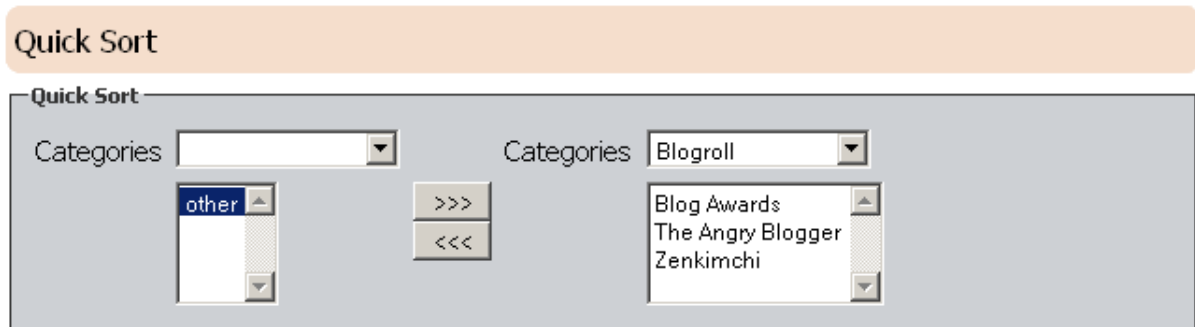 Quick Sort
Quick Sort
Categories Categories Blogroll
other >>> Blog Awards
<<< The Angry Blogger
Zenkimchi